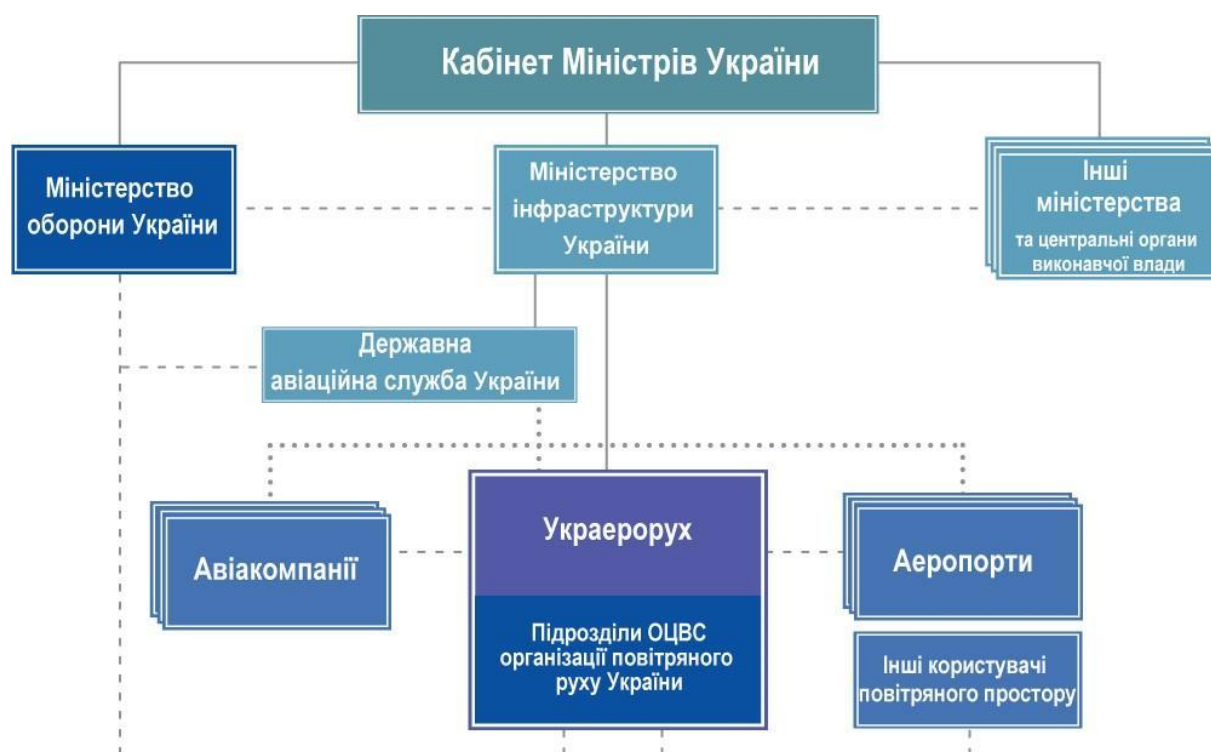 Кабінет Міністрів України
Міністерство
оборони України
Міністерство
інфраструктури
України
Інші
міністерства
та центральні органи
виконавчої влади
Державна
авіаційна служба України
Авіакомпанії
Украерорух
Аеропорти
Підрозділи ОЦВС
організації повітряного
руху України
Інші користувачі
повітряного простору